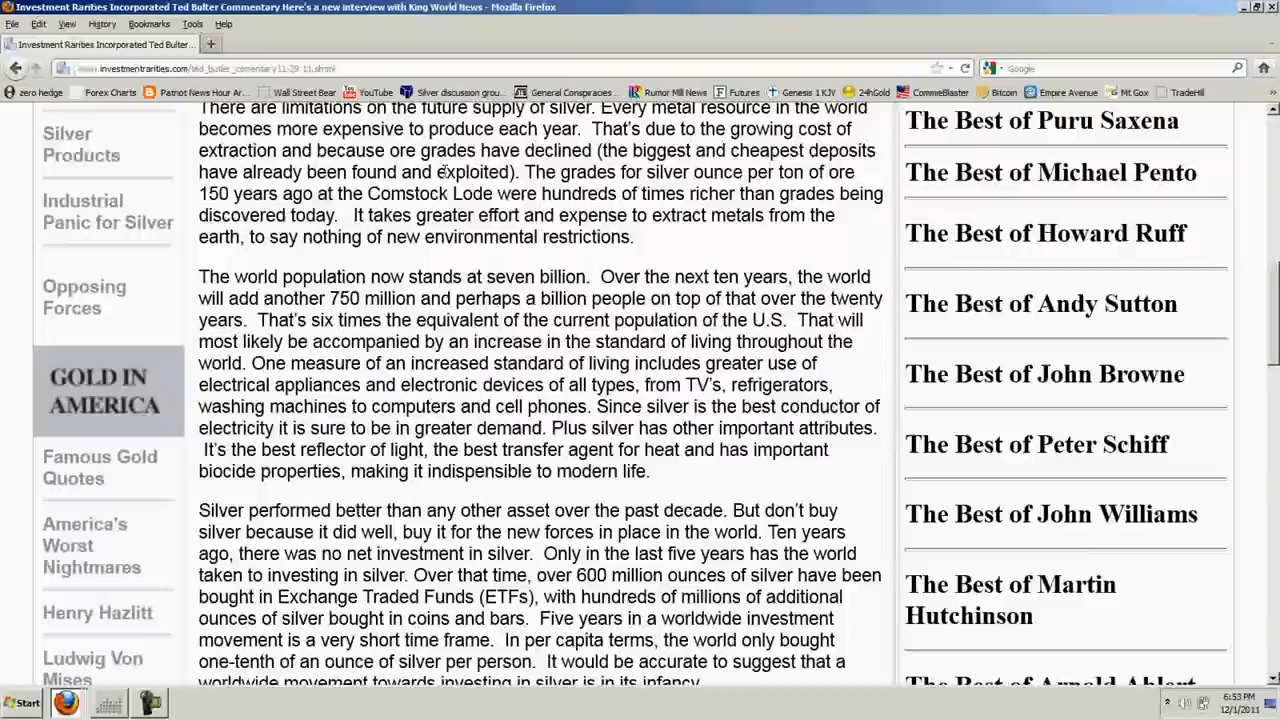 Investment Rarities Incorporated Ted Bulter Commentary Here's a new interview with King World News - Mozilla Firefox
File Edit View History Bookmarks Tools Help
Investment Rarities Incorporated Ted Bulter...
Google
zero hedge Forex Charts Patriot News Hour Ar... Wall Street Bear YouTube Silver discussion grou... General Conspiracies... Rumor Mill News Futures Genesis 1 KJV 24hGold CommeBlaster Bitcoin Empire Avenue Mt Gox TradeHill
Silver
Products
Industrial
Panic for Silver
Opposing
Forces
GOLD IN
AMERICA
Famous Gold
Quotes
America's
Worst
Nightmares
Henry Hazlitt
Ludwig Von
Mises
There are limitations on the future supply of silver. Every metal resource in the world
becomes more expensive to produce each year. That's due to the growing cost of
extraction and because ore grades have declined (the biggest and cheapest deposits
have already been found and exploited). The grades for silver ounce per ton of ore
150 years ago at the Comstock Lode were hundreds of times richer than grades being
discovered today. It takes greater effort and expense to extract metals from the
earth, to say nothing of new environmental restrictions.
The world population now stands at seven billion. Over the next ten years, the world
will add another 750 million and perhaps a billion people on top of that over the twenty
years. That's six times the equivalent of the current population of the U.S. That will
most likely be accompanied by an increase in the standard of living throughout the
world. One measure of an increased standard of living includes greater use of
electrical appliances and electronic devices of all types, from TV's, refrigerators,
washing machines to computers and cell phones. Since silver is the best conductor of
electricity it is sure to be in greater demand. Plus silver has other important attributes.
It's the best reflector of light, the best transfer agent for heat and has important
biocide properties, making it indispensible to modern life.
Silver performed better than any other asset over the past decade. But don't buy
silver because it did well, buy it for the new forces in place in the world. Ten years
ago, there was no net investment in silver. Only in the last five years has the world
taken to investing in silver. Over that time, over 600 million ounces of silver have been
bought in Exchange Traded Funds (ETFs), with hundreds of millions of additional
ounces of silver bought in coins and bars. Five years in a worldwide investment
movement is a very short time frame. In per capita terms, the world only bought
one-tenth of an ounce of silver per person. It would be accurate to suggest that a
worldwide movement towards investing in silver is in its infancy.
The Best of Puru Saxena
The Best of Michael Pento
The Best of Howard Ruff
The Best of Andy Sutton
The Best of John Browne
The Best of Peter Schiff
The Best of John Williams
The Best of Martin
Hutchinson
The Best of Arnold Ahlert
Start
6:53 PM
12/1/2011